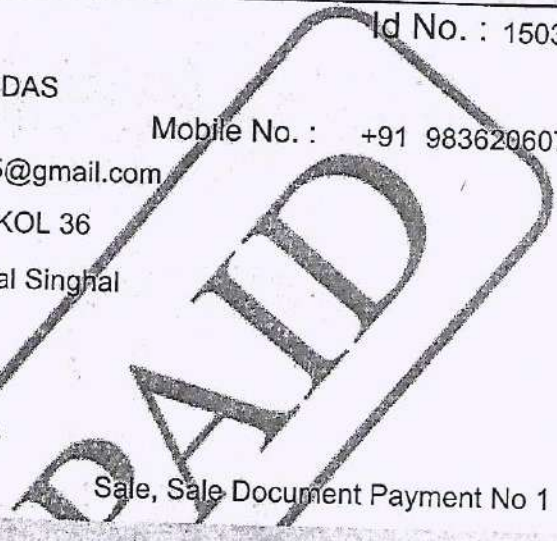 Id No. : 1503
DAS
Mobile No. : +91 983620607
5@gmail.com
KOL 36
al Singhal
PAID
Sale, Sale Document Payment No 1